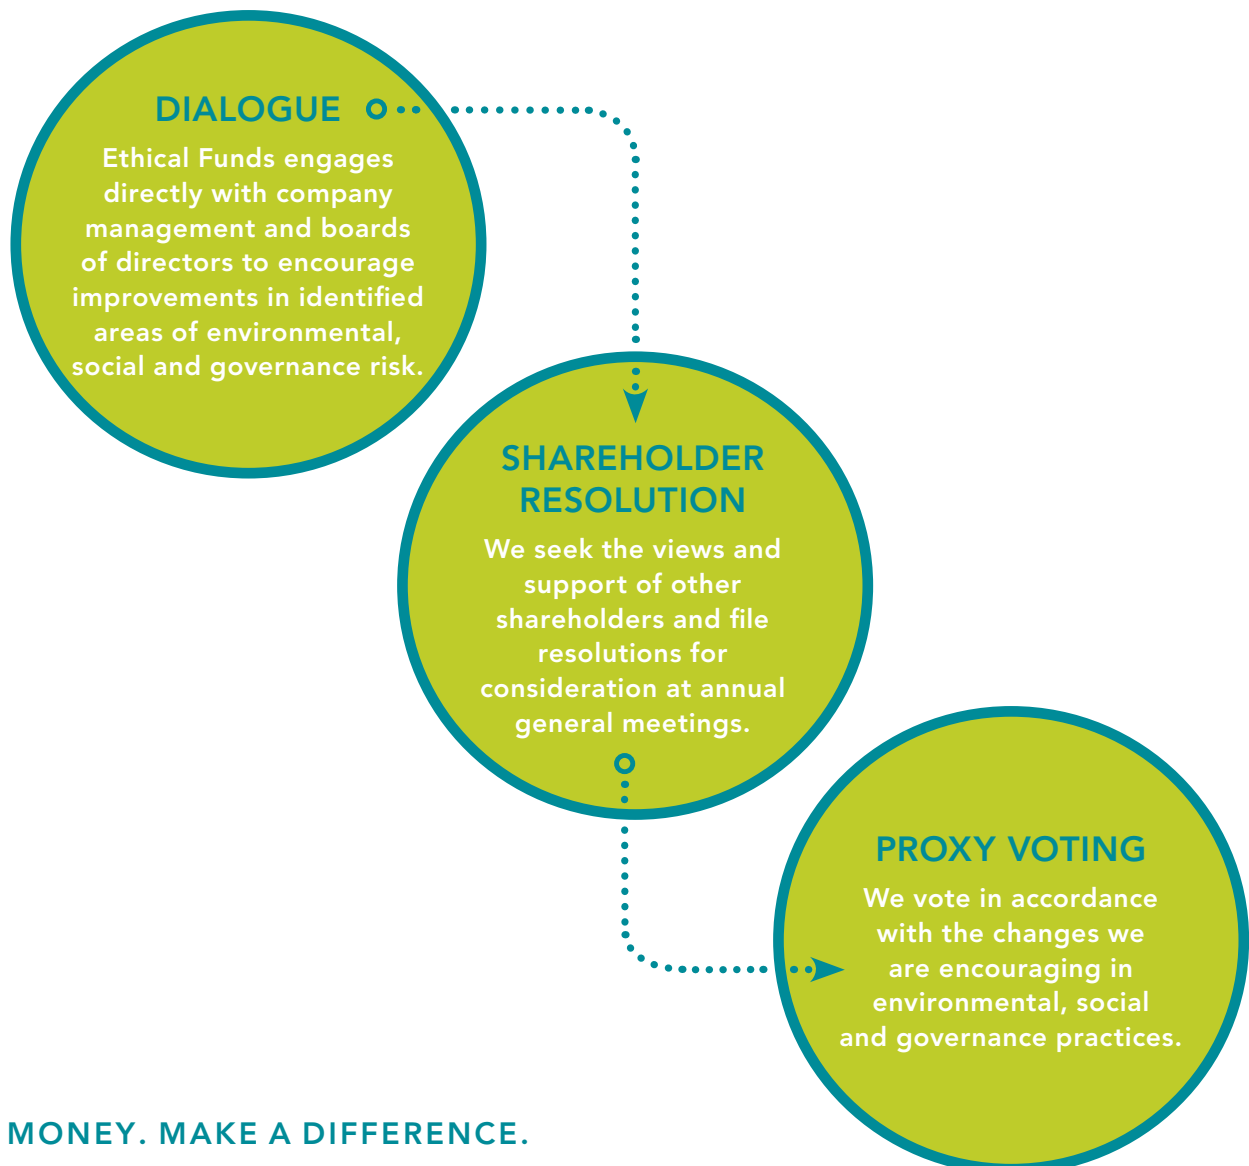 DIALOGUE
Ethical Funds engages
directly with company
management and boards
of directors to encourage
improvements in identified
areas of environmental,
social and governance risk.
SHAREHOLDER
RESOLUTION
We seek the views and
support of other
shareholders and file
resolutions for
consideration at annual
general meetings.
PROXY VOTING
We vote in accordance
with the changes we
are encouraging in
environmental, social
and governance practices.
MONEY. MAKE A DIFFERENCE.